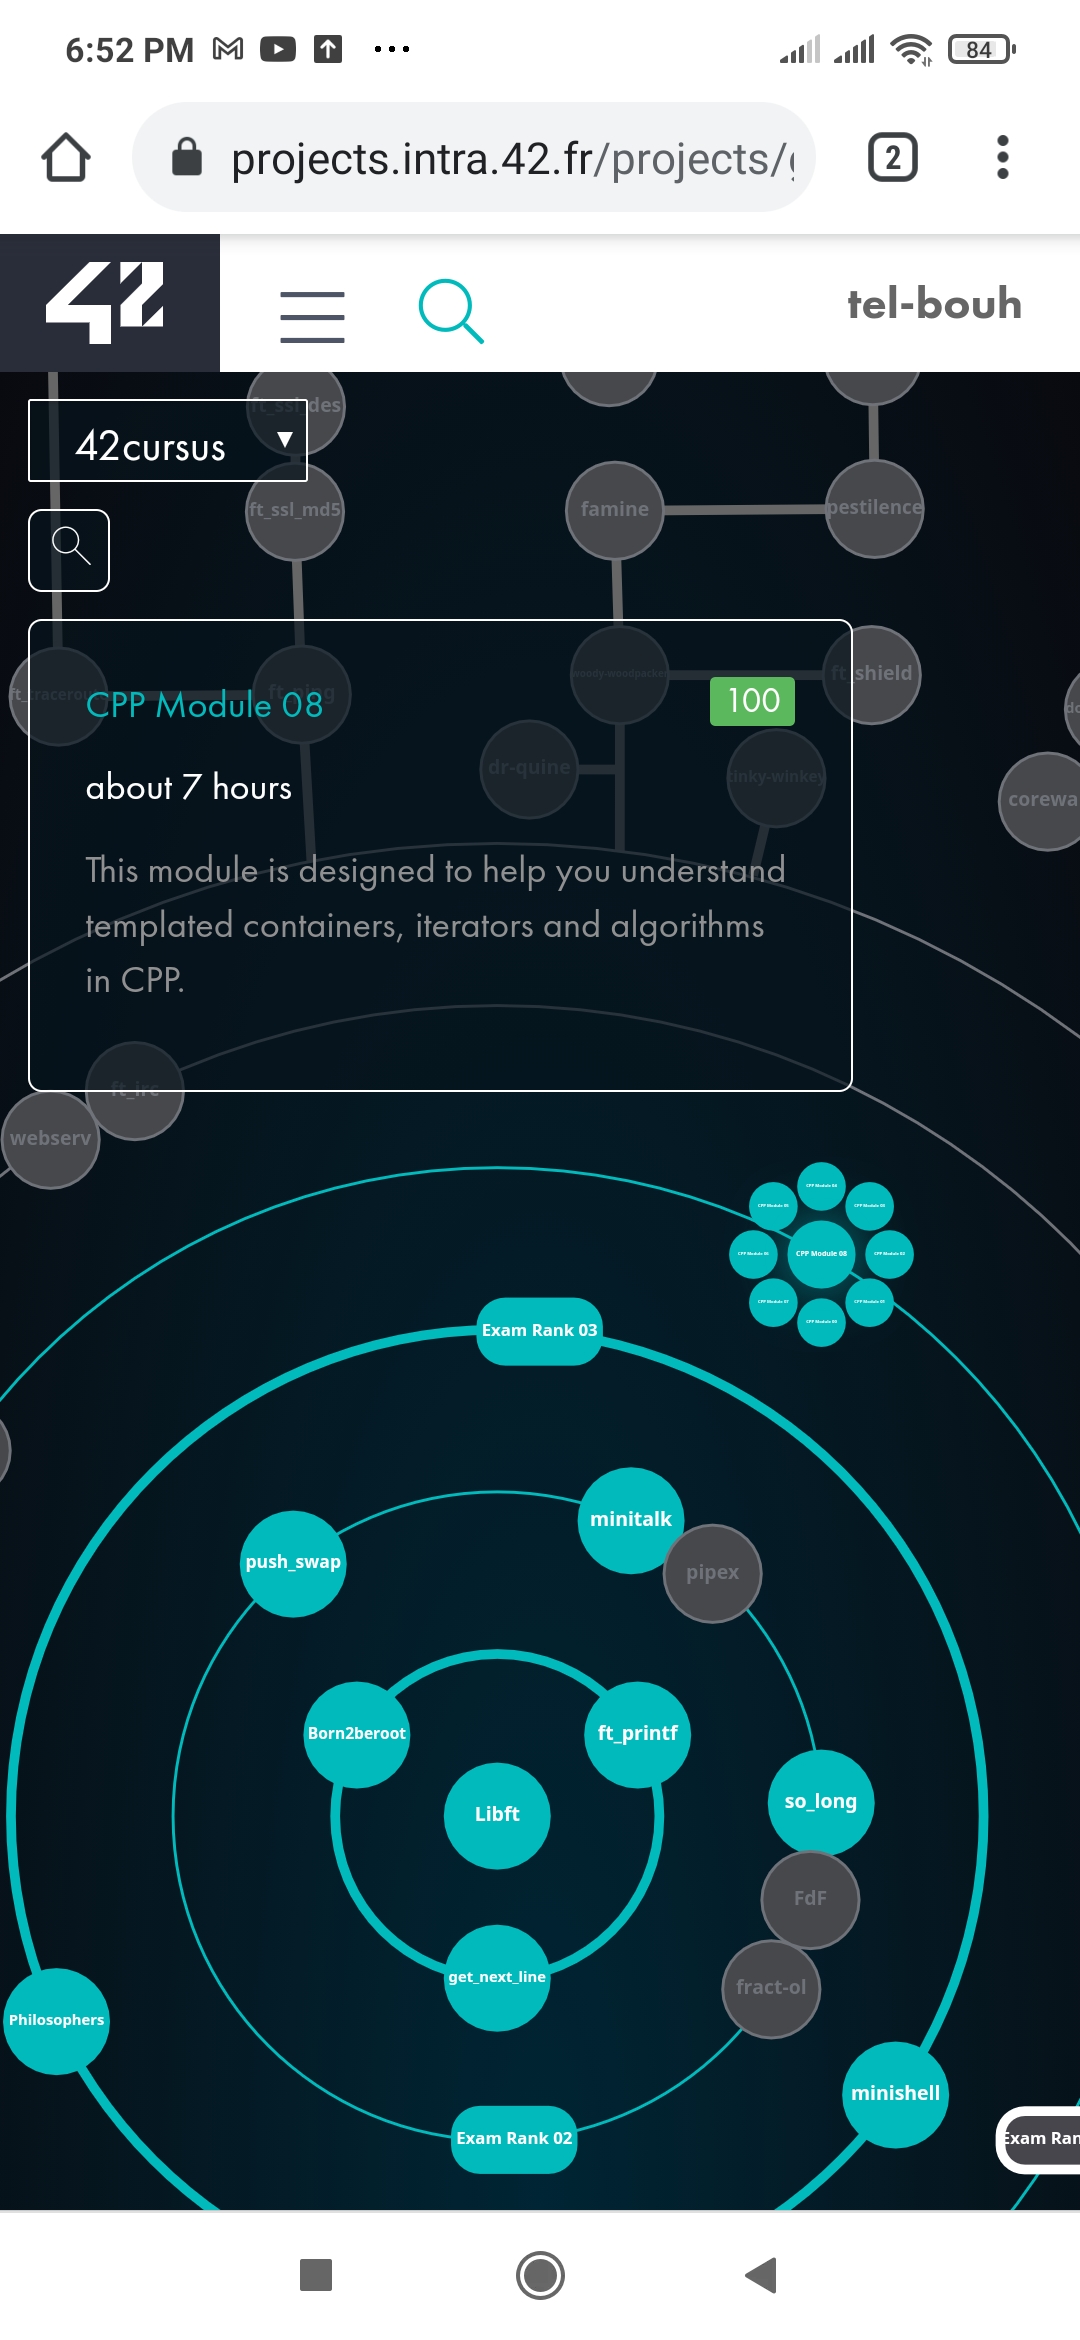 6:52 PM
84
projects.intra.42.fr/projects/
2
42
tel-bouh
ft_ssl_des
42cursus ▼
ft_ssl_md5
famine
pestilence
woody-woodpacker
ft_shield
ft_ping
CPP Module 08
100
dr-quine
tinky-winkey
about 7 hours
corewa
This module is designed to help you understand
templated containers, iterators and algorithms
in CPP.
ft_irc
webserv
CPP Module 08
Exam Rank 03
minitalk
push_swap
pipex
Born2beroot
ft_printf
so_long
Libft
FdF
get_next_line
fract-ol
Philosophers
minishell
Exam Rank 02
Exam Ran